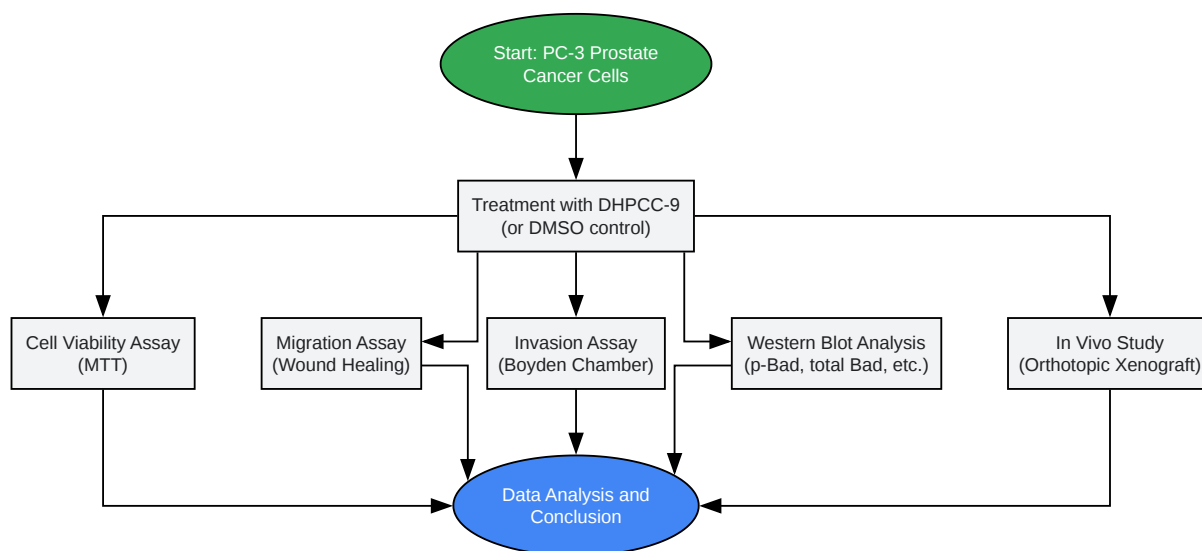 Start: PC-3 Prostate
Cancer Cells
Treatment with DHPCC-9
(or DMSO control)
Cell Viability Assay
(MTT)
Migration Assay
(Wound Healing)
Invasion Assay
(Boyden Chamber)
Western Blot Analysis
(p-Bad, total Bad, etc.)
In Vivo Study
(Orthotopic Xenograft)
Data Analysis and
Conclusion